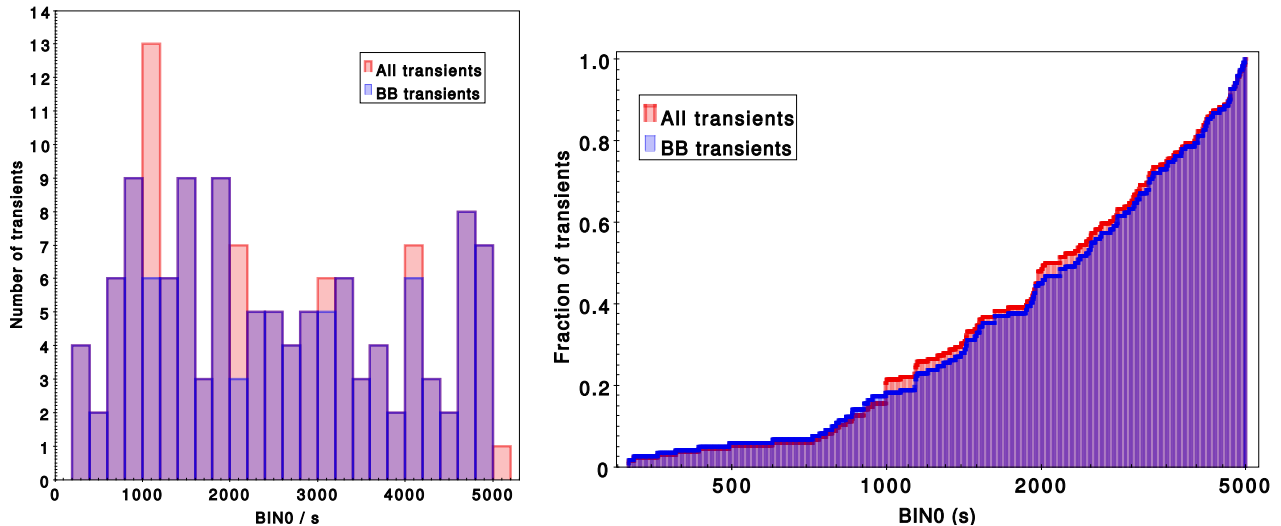 14
13
12
11
10
9
8
7
6
5
4
3
2
1
0
Number of transients
0 1000 2000 3000 4000 5000
BIN0 / s
All transients
BB transients
1.0
0.8
0.6
0.4
0.2
0
Fraction of transients
500 1000 2000 5000
BIN0 (s)
All transients
BB transients